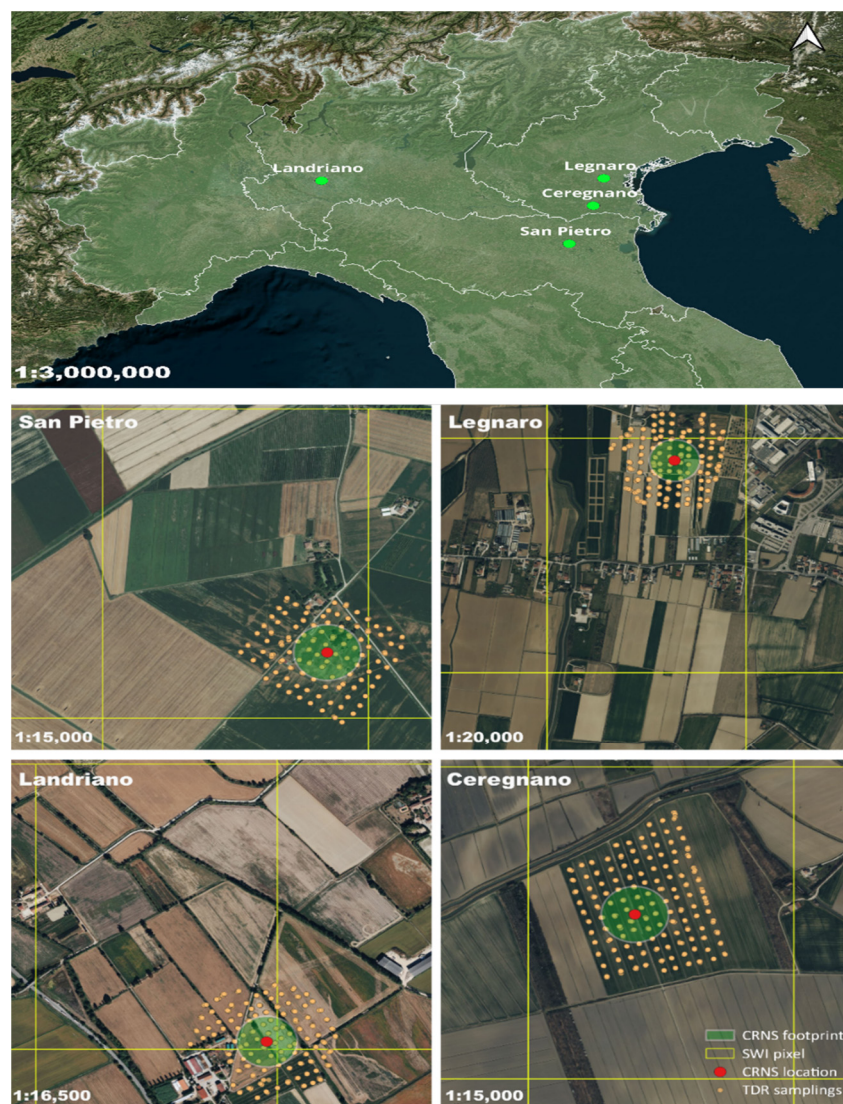 Landriano
Legnaro
Ceregnano
San Pietro
1:3,000,000
San Pietro
1:15,000
Legnaro
1:20,000
Landriano
1:16,500
Ceregnano
CRNS footprint
SWI pixel
CRNS location
TDR samplings
1:15,000